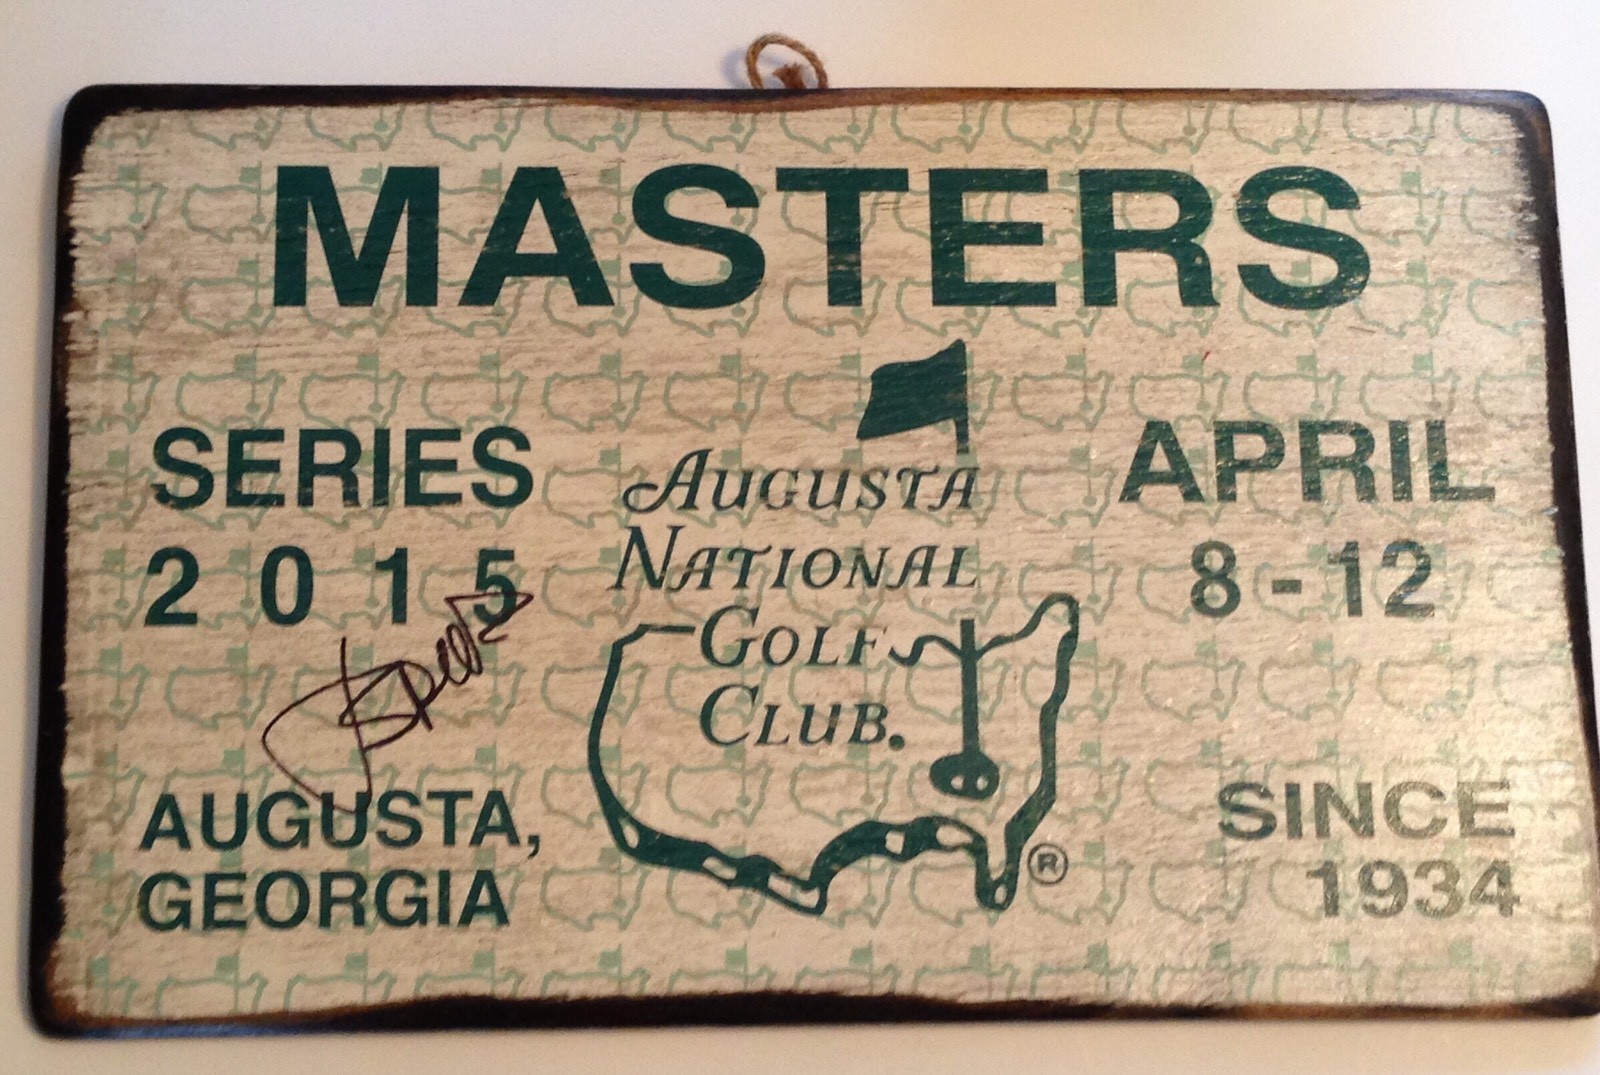 MASTERS
SERIES
2015
AUGUSTA,
GEORGIA
AUGUSTA
NATIONAL
GOLF
CLUB.
®
APRIL
8-12
SINCE
1934